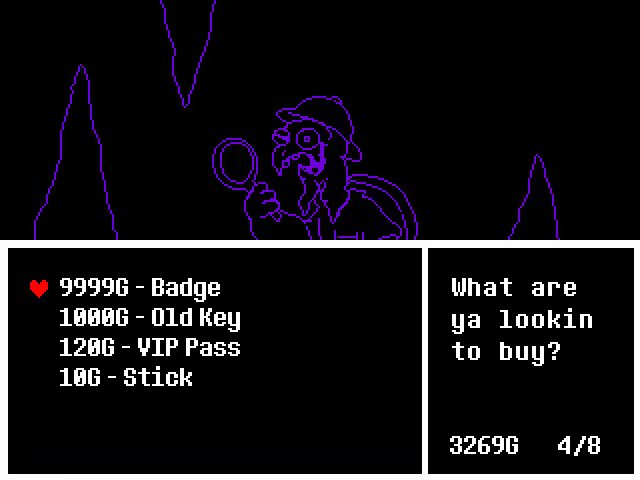 9999G - Badge
1000G - Old Key
120G - VIP Pass
10G - Stick
What are
ya lookin
to buy?
3269G 4/8